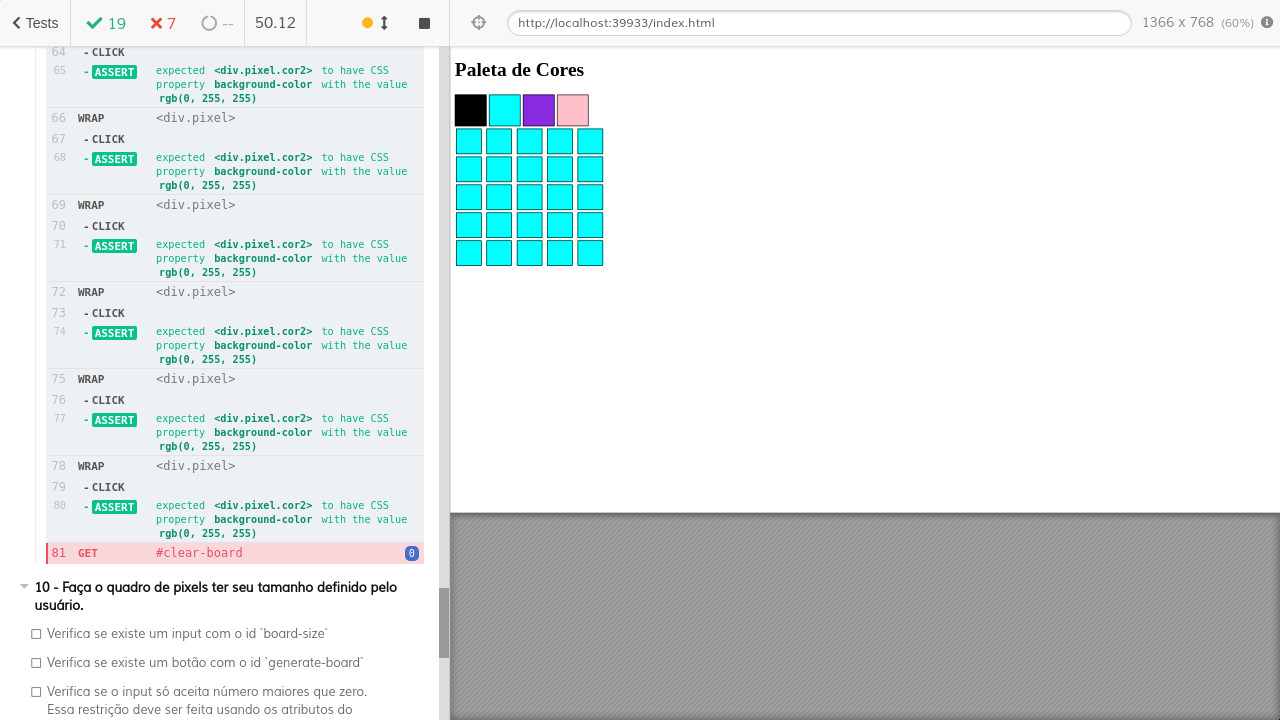 Tests 19 7 -- 50.12
http://localhost:39933/index.html 1366 x 768 (60%)
64 -CLICK
65 -ASSERT expected <div.pixel.cor2> to have CSS
property background-color with the value
rgb(0, 255, 255)
66 WRAP <div.pixel>
67 -CLICK
68 -ASSERT expected <div.pixel.cor2> to have CSS
property background-color with the value
rgb(0, 255, 255)
69 WRAP <div.pixel>
70 -CLICK
71 -ASSERT expected <div.pixel.cor2> to have CSS
property background-color with the value
rgb(0, 255, 255)
72 WRAP <div.pixel>
73 -CLICK
74 -ASSERT expected <div.pixel.cor2> to have CSS
property background-color with the value
rgb(0, 255, 255)
75 WRAP <div.pixel>
76 -CLICK
77 -ASSERT expected <div.pixel.cor2> to have CSS
property background-color with the value
rgb(0, 255, 255)
78 WRAP <div.pixel>
79 -CLICK
80 -ASSERT expected <div.pixel.cor2> to have CSS
property background-color with the value
rgb(0, 255, 255)
81 GET #clear-board 0
10 - Faça o quadro de pixels ter seu tamanho definido pelo
usuário.
Verifica se existe um input com o id `board-size`
Verifica se existe um botão com o id `generate-board`
Verifica se o input só aceita número maiores que zero.
Essa restrição deve ser feita usando os atributos do
Paleta de Cores